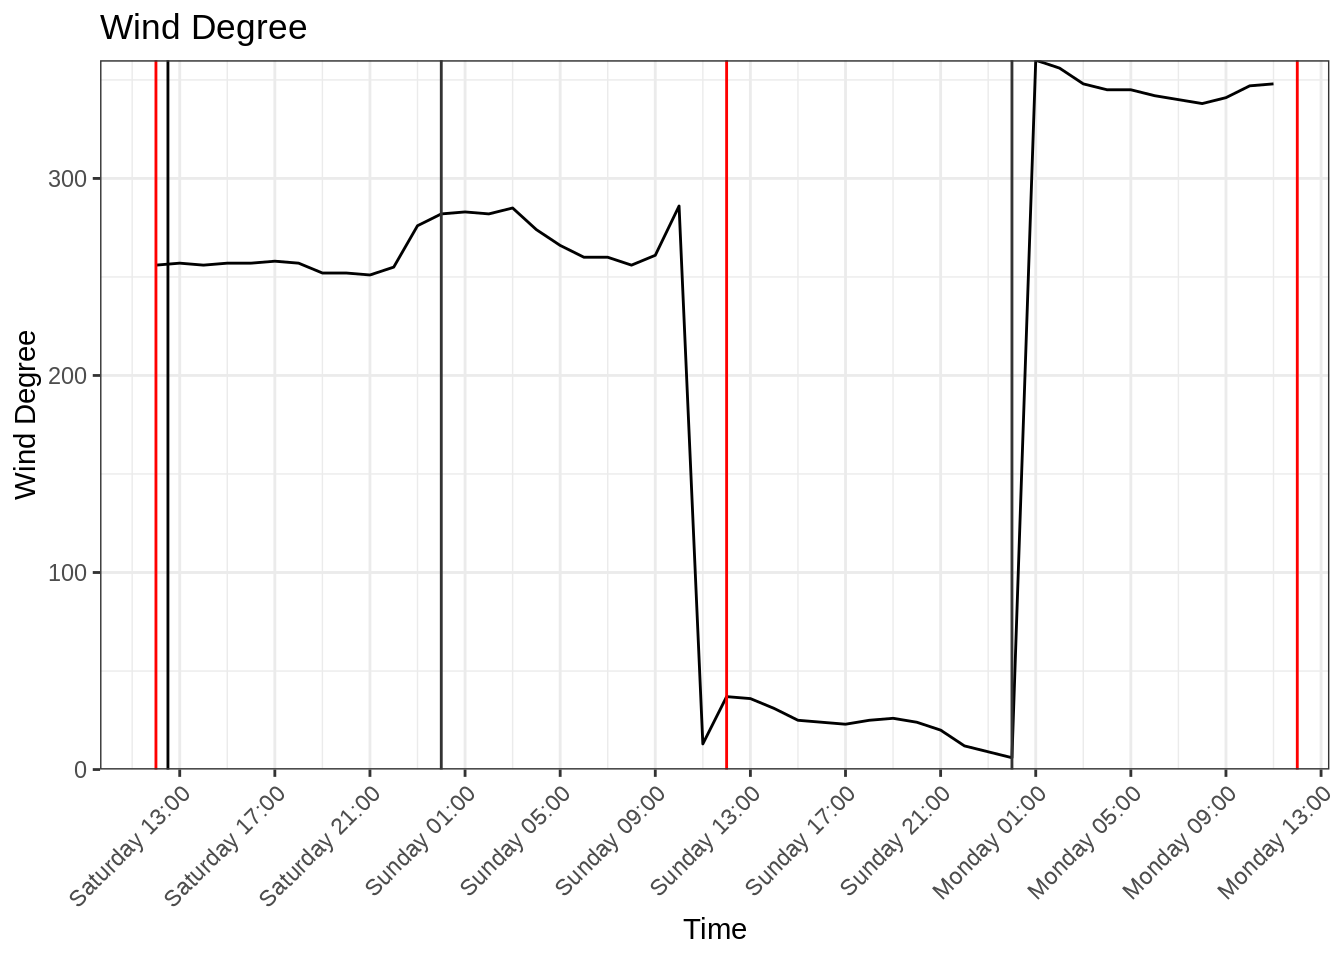 Wind Degree
Wind Degree
300
200
100
0
Saturday 13:00
Saturday 17:00
Saturday 21:00
Sunday 01:00
Sunday 05:00
Sunday 09:00
Sunday 13:00
Sunday 17:00
Sunday 21:00
Monday 01:00
Monday 05:00
Monday 09:00
Monday 13:00
Time